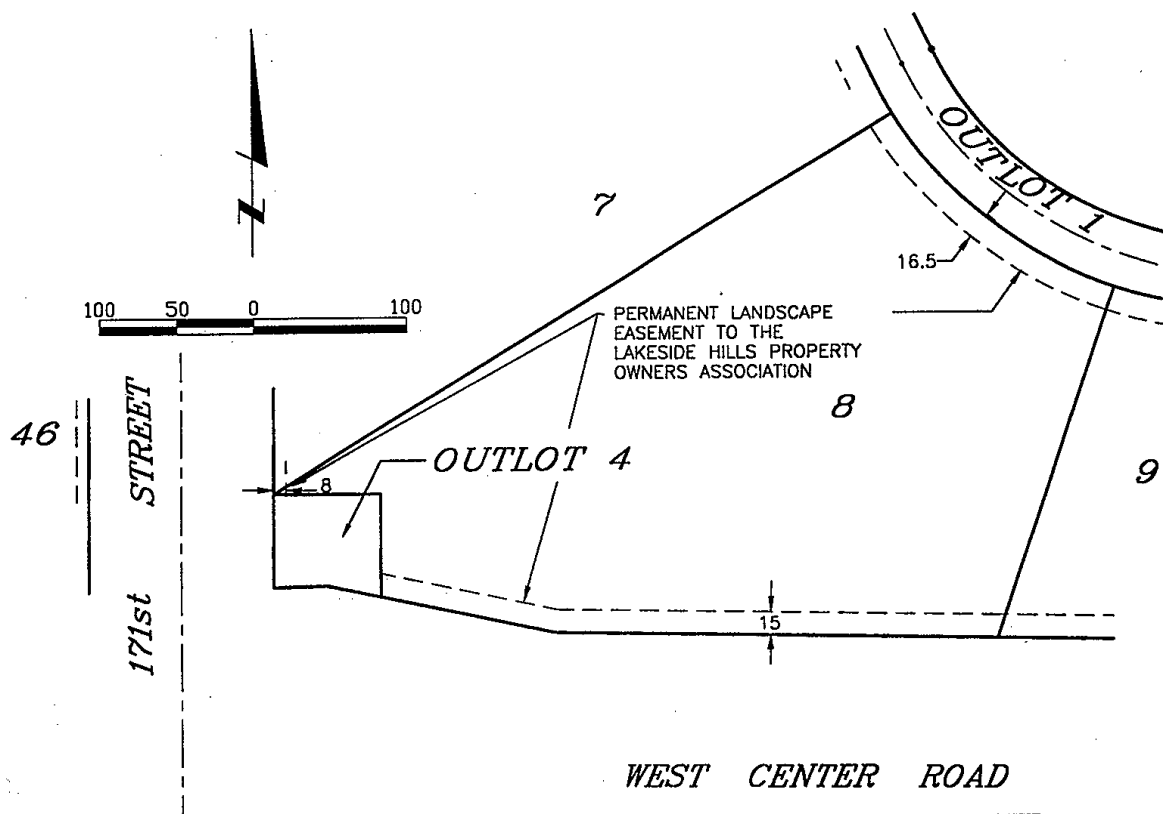 OUTLOT 1
7
N
16.5
100 50 0 100
PERMANENT LANDSCAPE
EASEMENT TO THE
LAKESIDE HILLS PROPERTY
OWNERS ASSOCIATION
8
46
171st STREET
OUTLOT 4
9
8
15
WEST CENTER ROAD